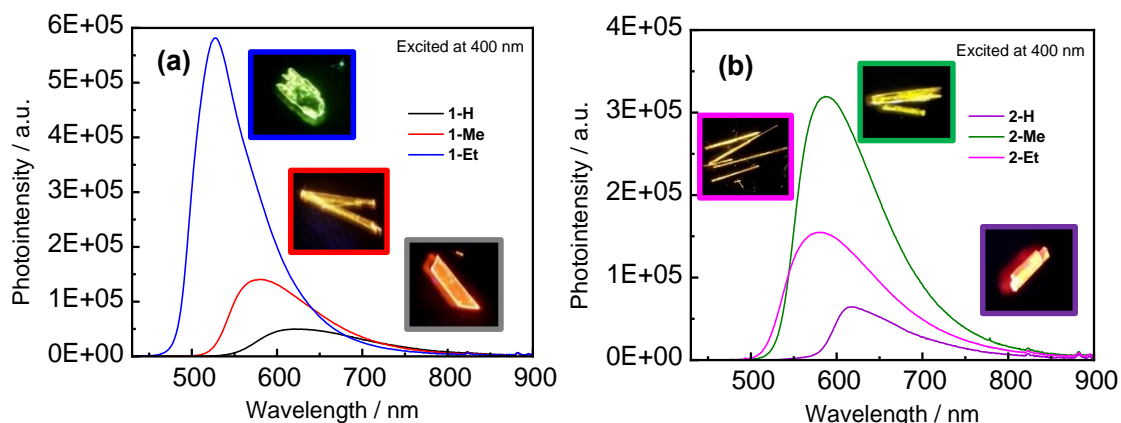 (a)
Excited at 400 nm
1-H
1-Me
1-Et
Photointensity / a.u.
6E+05
5E+05
4E+05
3E+05
2E+05
1E+05
0E+00
500 600 700 800 900
Wavelength / nm
(b)
Excited at 400 nm
2-H
2-Me
2-Et
Photointensity / a.u.
4E+05
3E+05
2E+05
1E+05
0E+00
500 600 700 800 900
Wavelength / nm